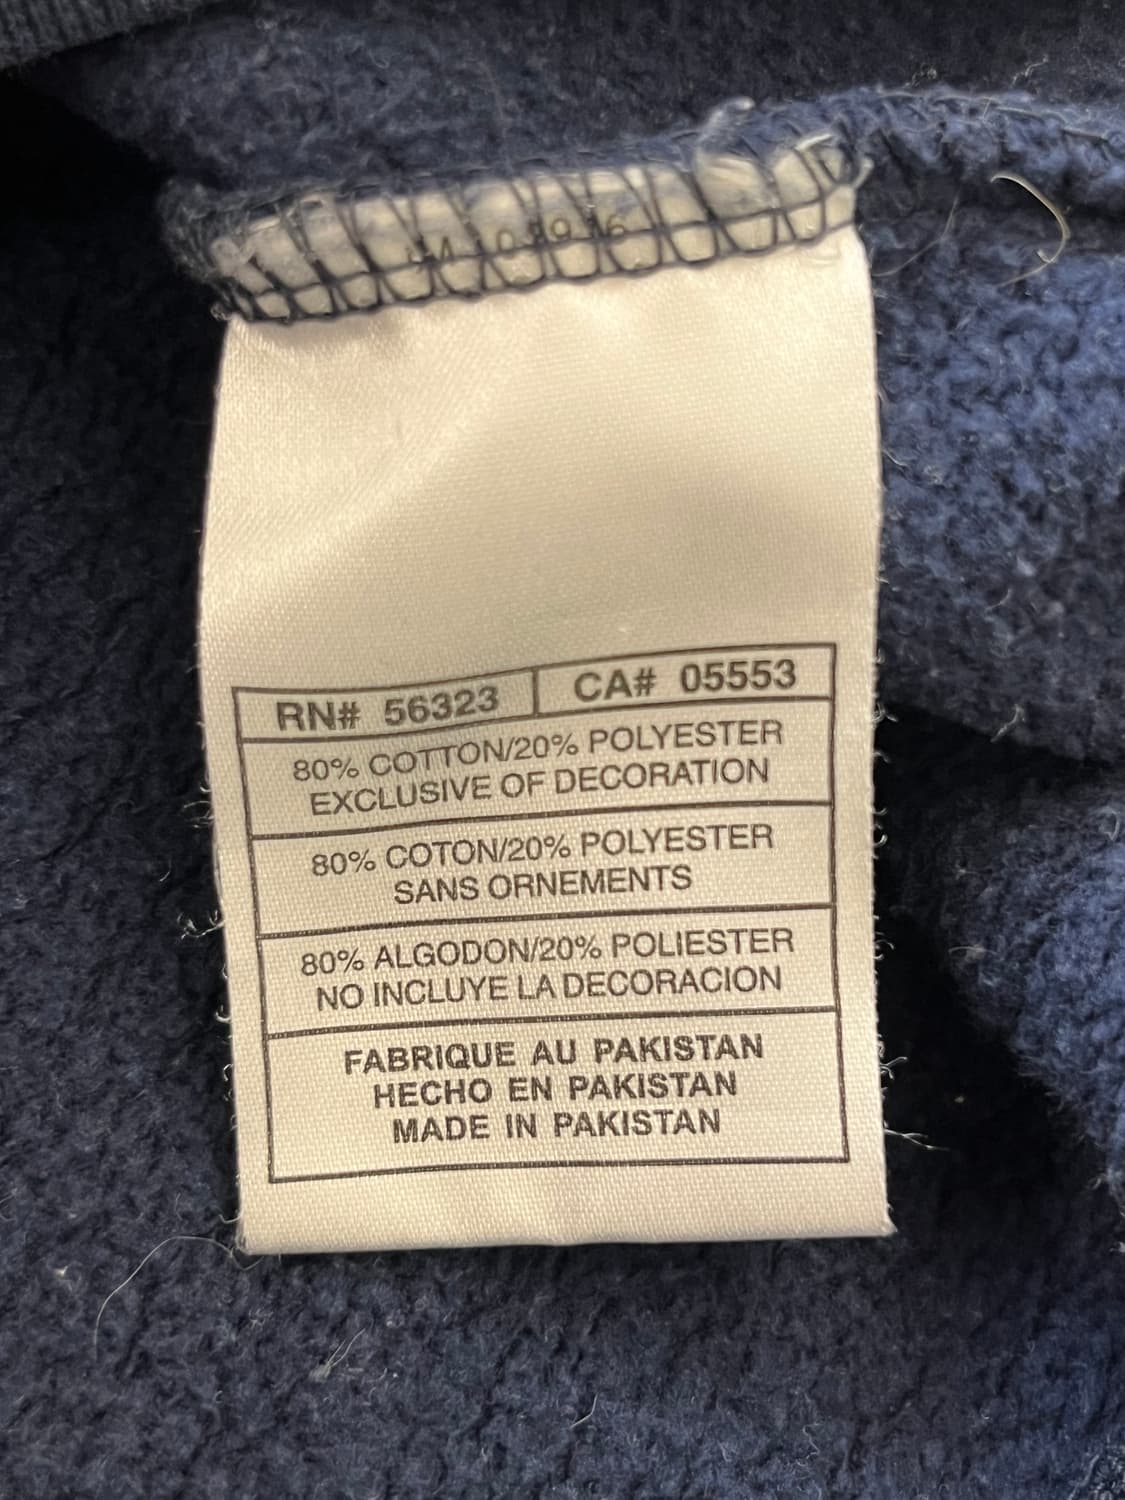 RN# 56323 CA# 05553
80% COTTON/20% POLYESTER
EXCLUSIVE OF DECORATION
80% COTON/20% POLYESTER
SANS ORNEMENTS
80% ALGODON/20% POLIESTER
NO INCLUYE LA DECORACION
FABRIQUE AU PAKISTAN
HECHO EN PAKISTAN
MADE IN PAKISTAN